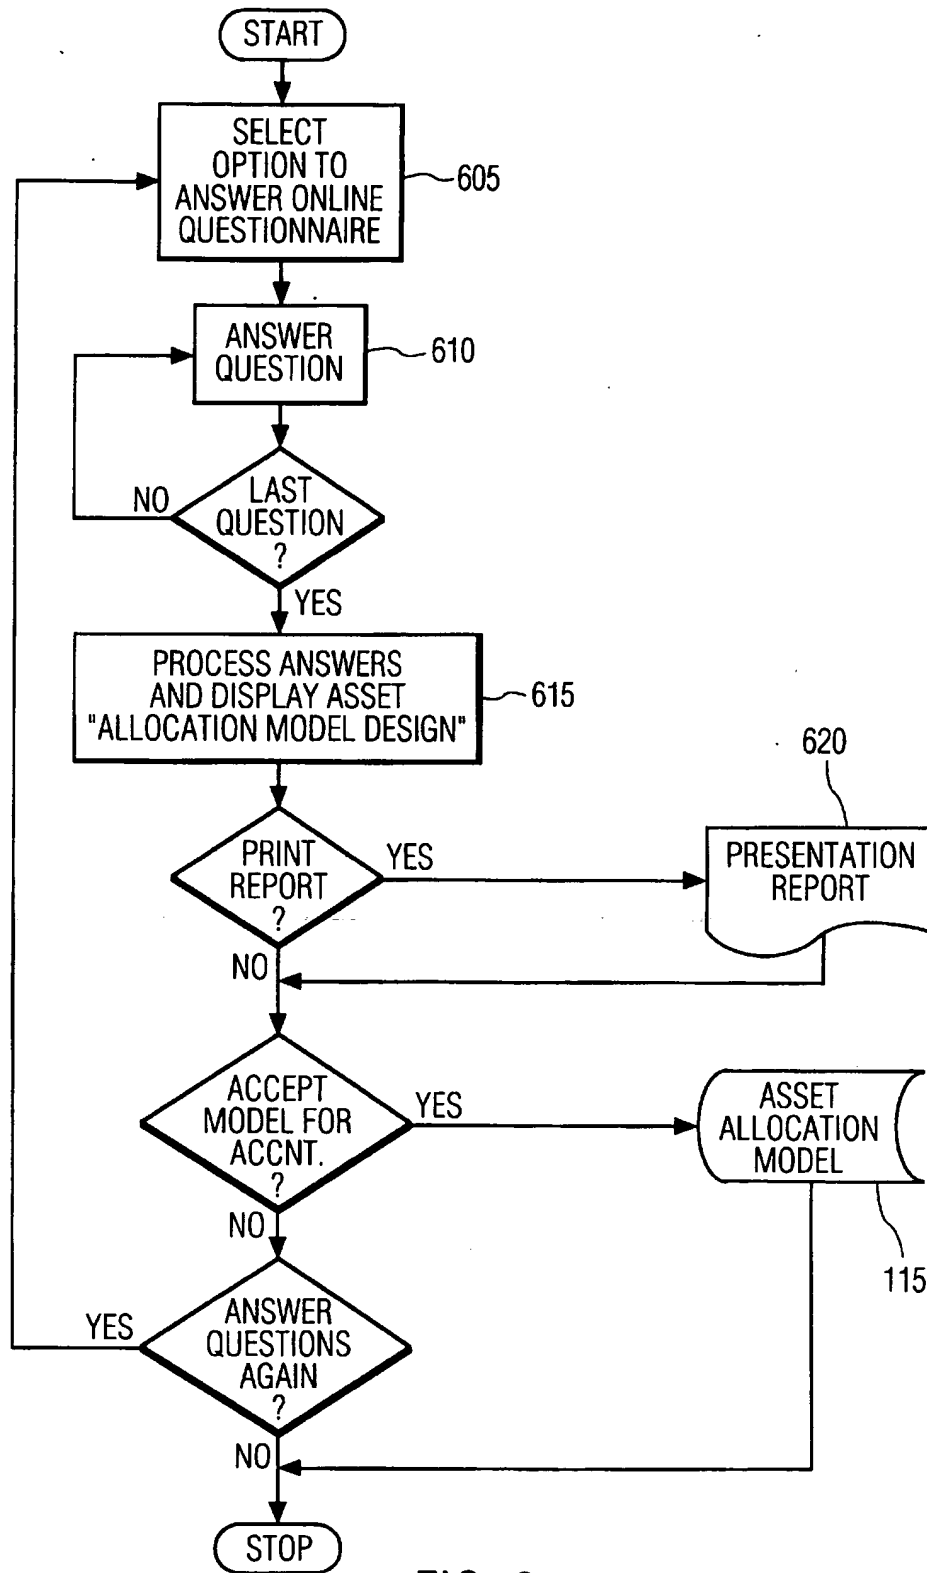 START
SELECT
OPTION TO
ANSWER ONLINE
QUESTIONNAIRE
605
ANSWER
QUESTION
610
LAST
QUESTION
?
NO
YES
PROCESS ANSWERS
AND DISPLAY ASSET
"ALLOCATION MODEL DESIGN"
615
620
PRINT
REPORT
?
YES
PRESENTATION
REPORT
NO
ACCEPT
MODEL FOR
ACCNT.
?
YES
ASSET
ALLOCATION
MODEL
NO
115
ANSWER
QUESTIONS
AGAIN
?
YES
NO
STOP